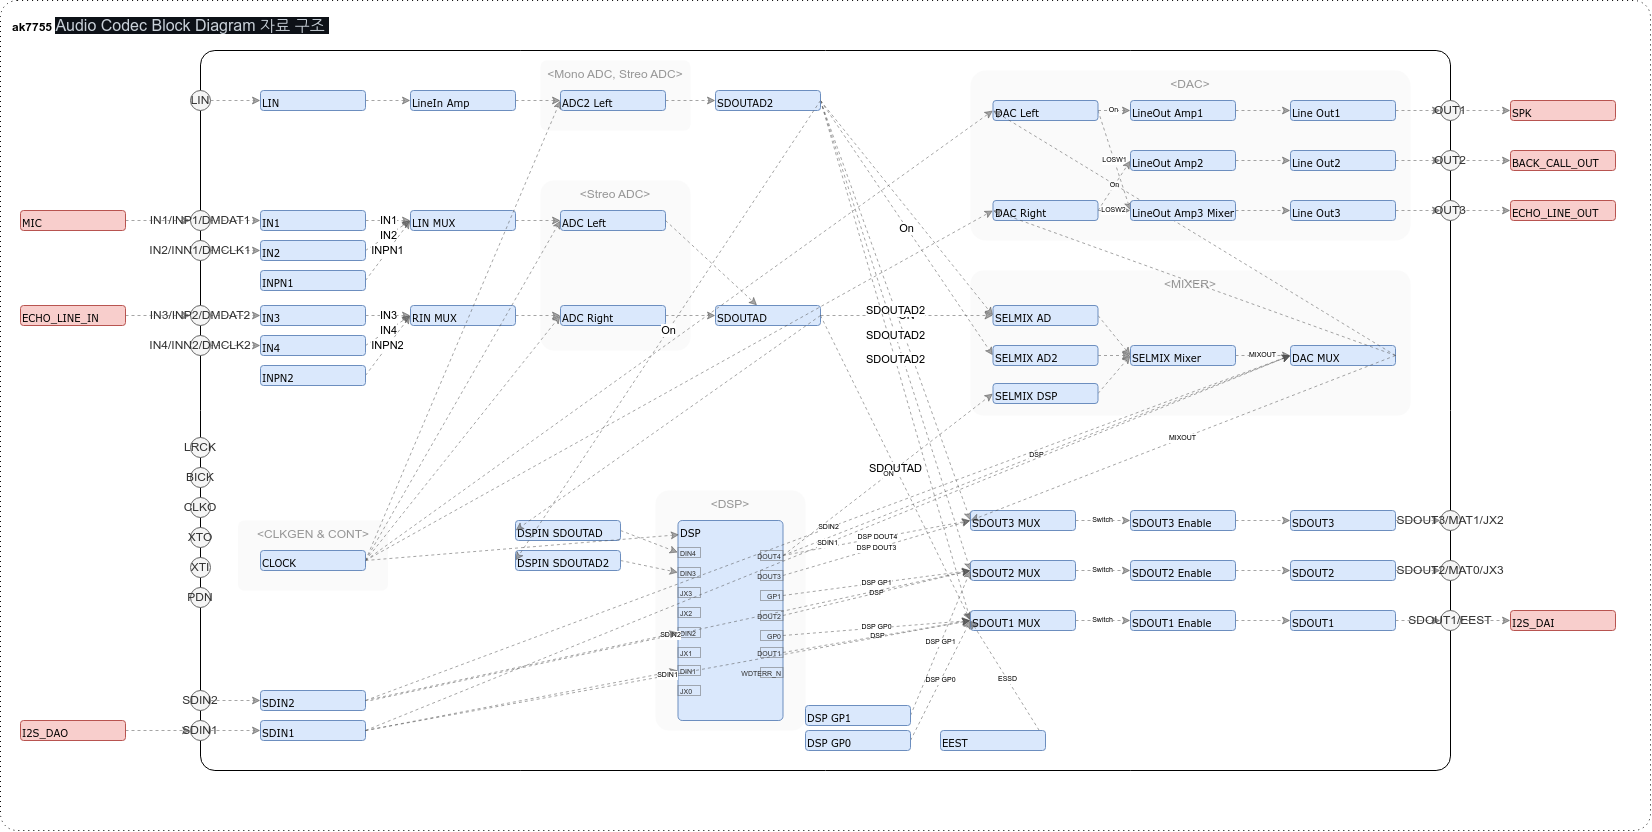 ak7755 Audio Codec Block Diagram 자료 구조
<Mono ADC, Streo ADC>
<DAC>
LIN
LIN
LineIn Amp
ADC2 Left
SDOUTAD2
DAC Left
On
LineOut Amp1
Line Out1
OUT1
SPK
LOSW1
LineOut Amp2
Line Out2
OUT2
BACK_CALL_OUT
On
<Streo ADC>
DAC Right
LOSW2
LineOut Amp3 Mixer
Line Out3
OUT3
ECHO_LINE_OUT
MIC
IN1/INP1/DMDAT1
IN1
IN1
LIN MUX
ADC Left
On
IN2
IN2/INN1/DMCLK1
IN2
INPN1
INPN1
<MIXER>
ECHO_LINE_IN
IN3/INP2/DMDAT2
IN3
IN3
RIN MUX
ADC Right
SDOUTAD
SDOUTAD2
SELMIX AD
IN4
On
SDOUTAD2
IN4/INN2/DMCLK2
IN4
INPN2
SDOUTAD2
SELMIX AD2
SELMIX Mixer
MIXOUT
DAC MUX
INPN2
SELMIX DSP
LRCK
MIXOUT
DSP
BICK
SDOUTAD
ON
CLKO
<DSP>
XTO
<CLKGEN & CONT>
DSPIN SDOUTAD
DSP
SDIN2
SDOUT3 MUX
Switch
SDOUT3 Enable
SDOUT3
SDOUT3/MAT1/JX2
DSP DOUT4
SDIN1
DSP DOUT3
DIN4
DOUT4
XTI
CLOCK
DSPIN SDOUTAD2
DIN3
DOUT3
SDOUT2 MUX
Switch
SDOUT2 Enable
SDOUT2
SDOUT2/MAT0/JX3
DSP GP1
DSP
PDN
JX3
GP1
JX2
DOUT2
SDOUT1 MUX
Switch
SDOUT1 Enable
SDOUT1
SDOUT1/EEST
I2S_DAI
DSP GP0
DSP
SDIN2
DIN2
GP0
DSP GP1
JX1
DOUT1
SDIN1
DIN1
WDTERR_N
DSP GP0
ESSD
JX0
SDIN2
SDIN2
DSP GP1
I2S_DAO
SDIN1
SDIN1
DSP GP0
EEST